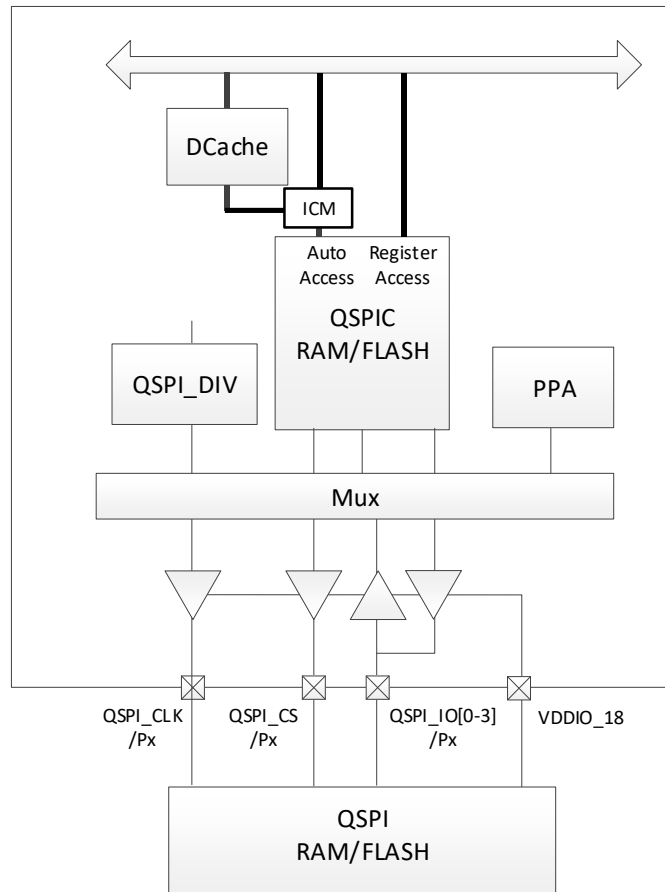 DCache
ICM
Auto
Access
Register
Access
QSPIC
RAM/FLASH
QSPI_DIV
PPA
Mux
QSPI_CLK
/Px
QSPI_CS
/Px
QSPI_IO[0-3]
/Px
VDDIO_18
QSPI
RAM/FLASH